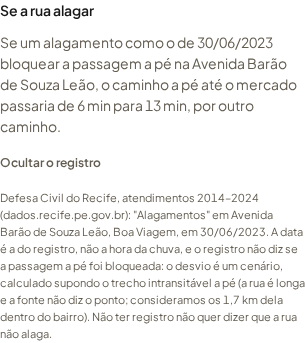 Se a rua alagar
Se um alagamento como o de 30/06/2023
bloquear a passagem a pé na Avenida Barão
de Souza Leão, o caminho a pé até o mercado
passaria de 6 min para 13 min, por outro
caminho.
Ocultar o registro
Defesa Civil do Recife, atendimentos 2014–2024
(dados.recife.pe.gov.br): "Alagamentos" em Avenida
Barão de Souza Leão, Boa Viagem, em 30/06/2023. A data
é a do registro, não a hora da chuva, e o registro não diz se
a passagem a pé foi bloqueada: o desvio é um cenário,
calculado supondo o trecho intransitável a pé (a rua é longa
e a fonte não diz o ponto; consideramos os 1,7 km dela
dentro do bairro). Não ter registro não quer dizer que a rua
não alaga.